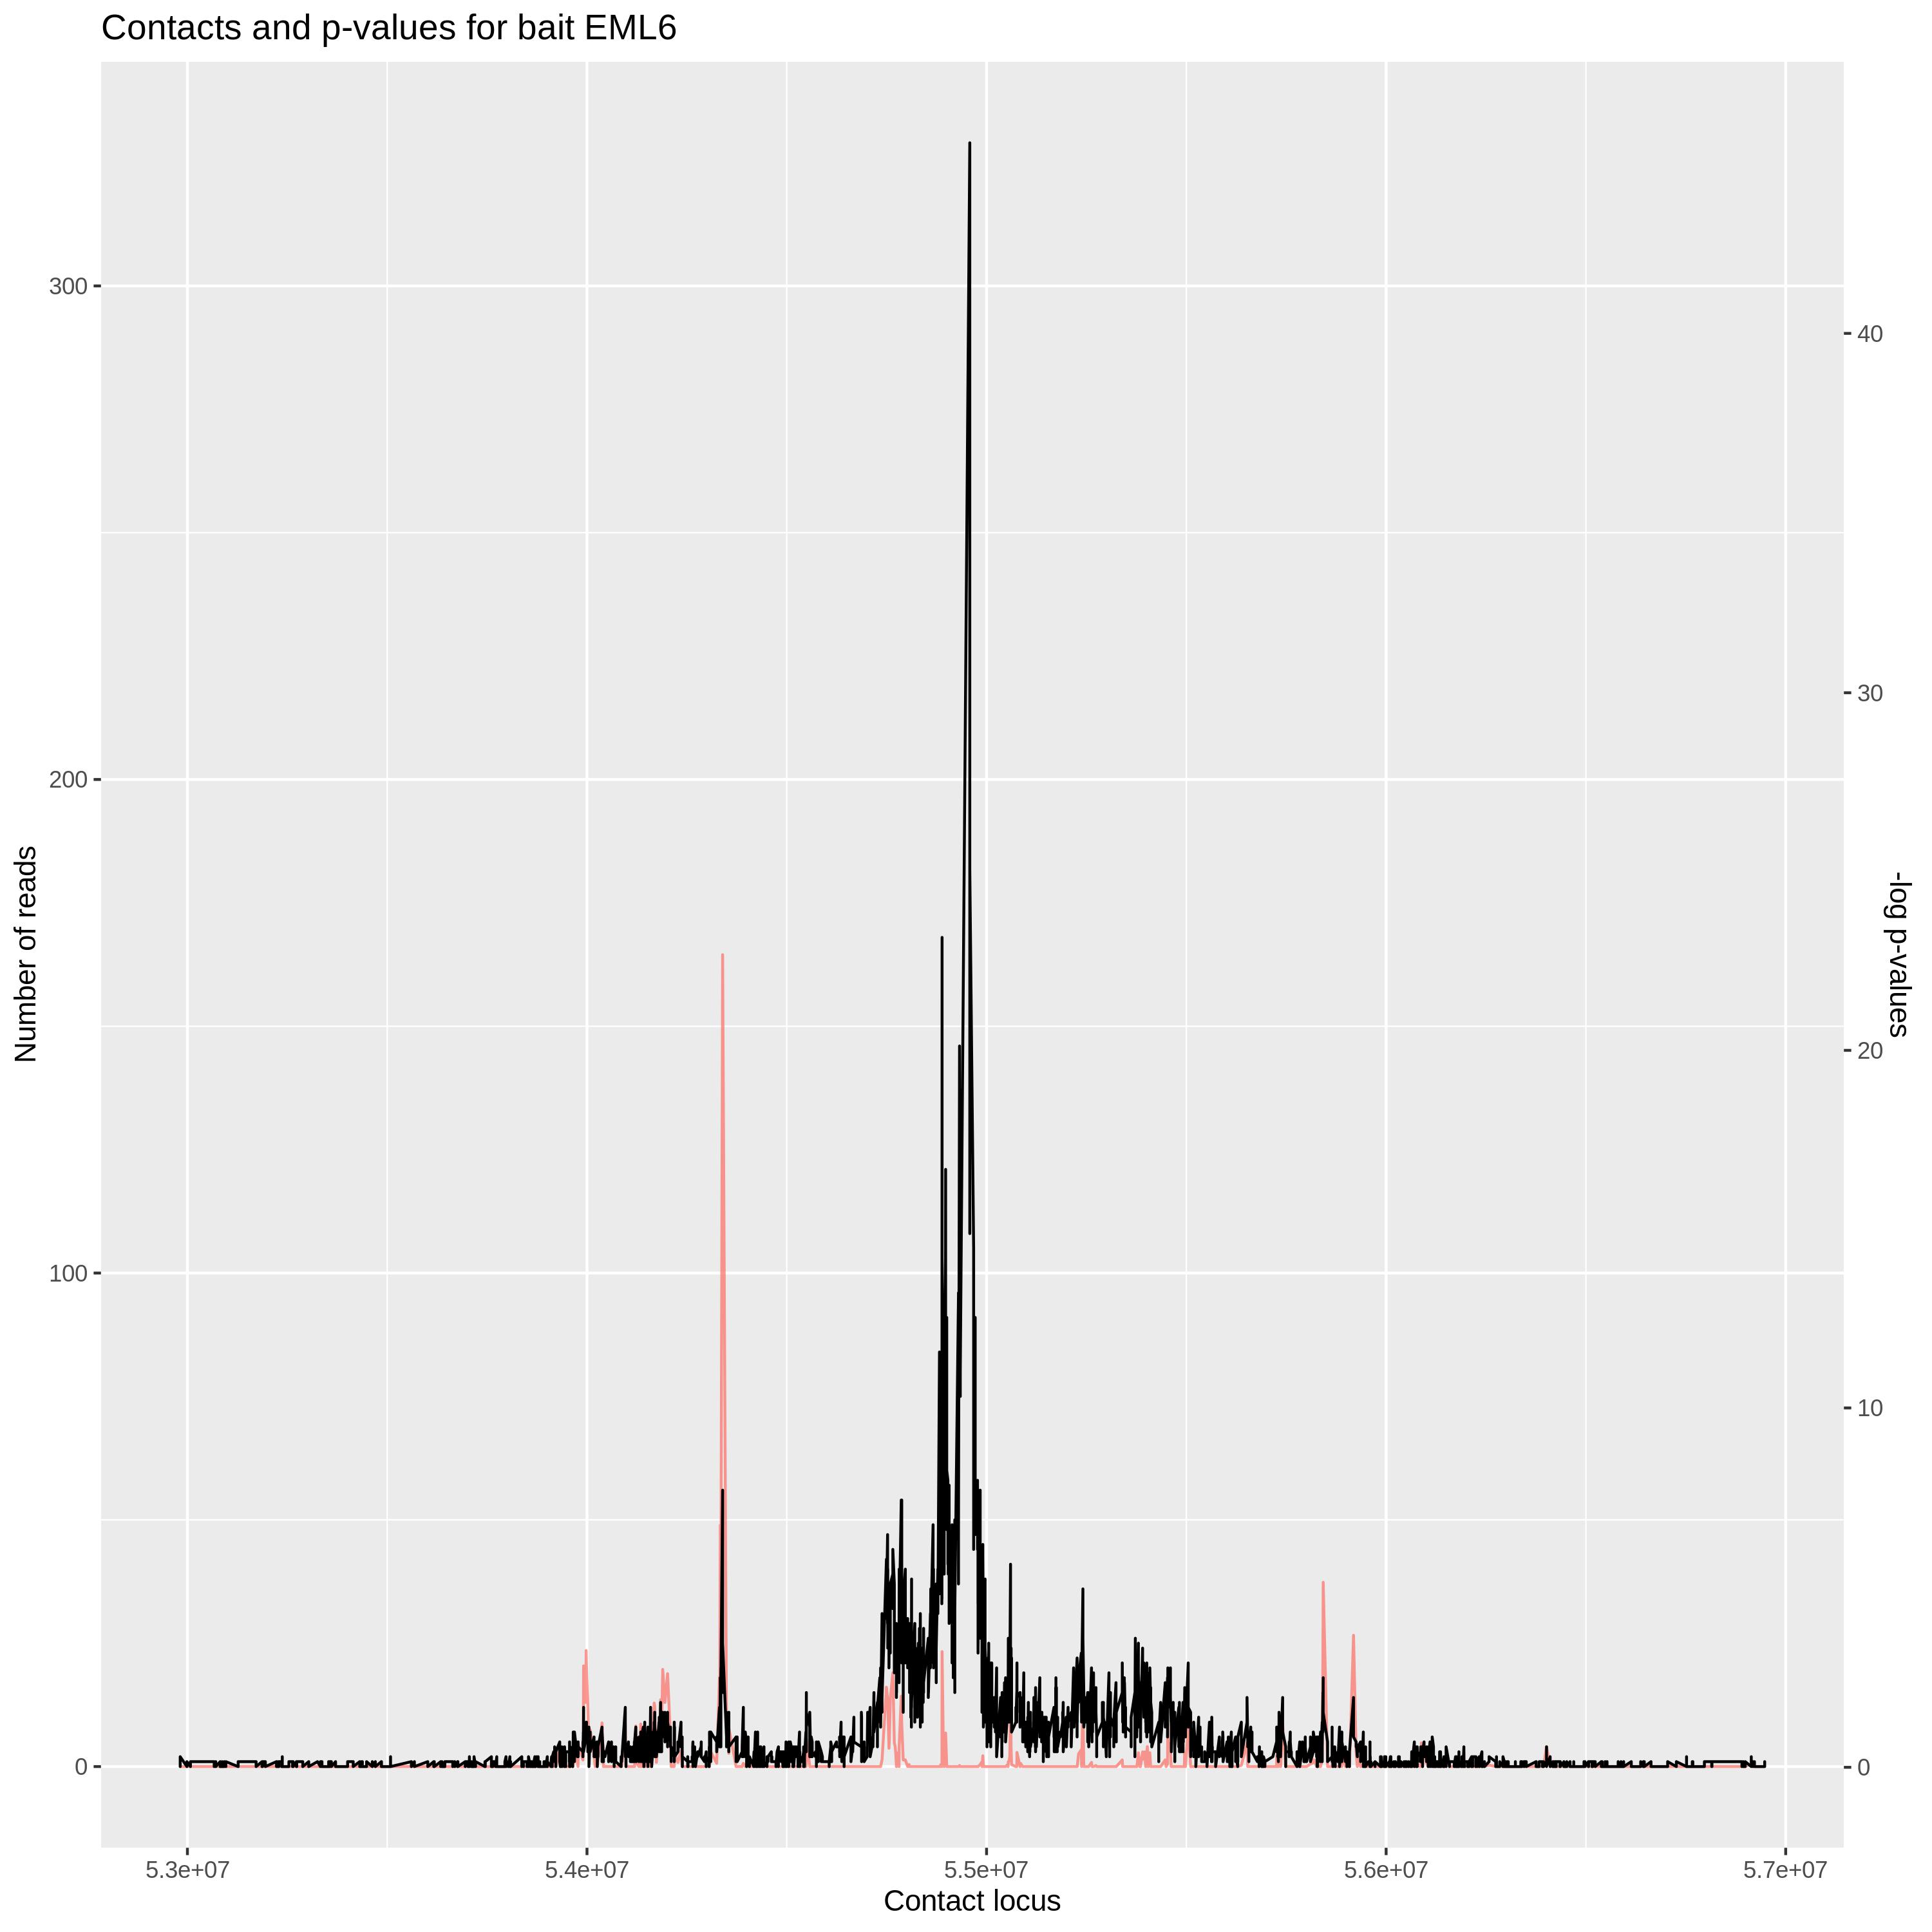 Contacts and p-values for bait EML6
300
200
100
0
Number of reads
40
30
20
10
0
-log p-values
5.3e+07
5.4e+07
5.5e+07
5.6e+07
5.7e+07
Contact locus